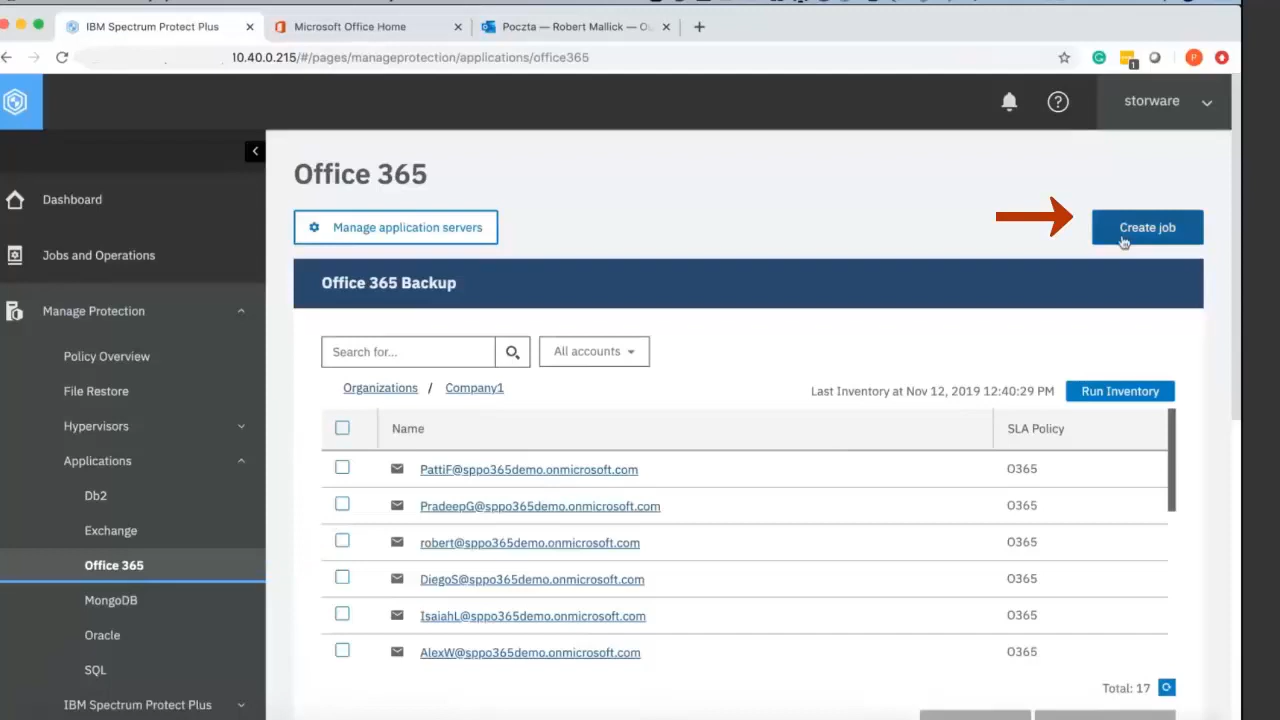 IBM Spectrum Protect Plus
Microsoft Office Home
Poczta — Robert Mallick — O
10.40.0.215/#/pages/manageprotection/applications/office365
1
P
storware
Dashboard
Jobs and Operations
Manage Protection
Policy Overview
File Restore
Hypervisors
Applications
Db2
Exchange
Office 365
MongoDB
Oracle
SQL
IBM Spectrum Protect Plus
Office 365
Manage application servers
Create job
Office 365 Backup
Search for...
All accounts
Organizations / Company1
Last Inventory at Nov 12, 2019 12:40:29 PM
Run Inventory
Name SLA Policy
PattiF@sppo365demo.onmicrosoft.com O365
PradeepG@sppo365demo.onmicrosoft.com O365
robert@sppo365demo.onmicrosoft.com O365
DiegoS@sppo365demo.onmicrosoft.com O365
IsaiahL@sppo365demo.onmicrosoft.com O365
AlexW@sppo365demo.onmicrosoft.com O365
Total: 17